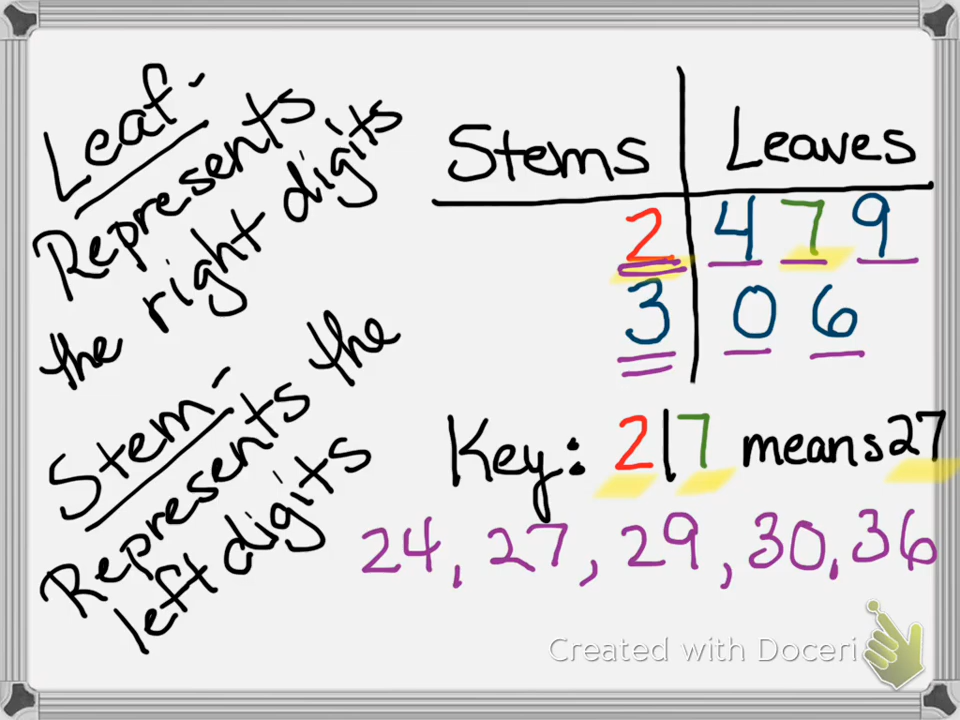 Leaf-
Represents
the right digits
Stem-
Represents the
left digits
Stems | Leaves
2 | 4 7 9
3 | 0 6
Key: 2|7 means 27
24, 27, 29, 30, 36
Created with Doceri